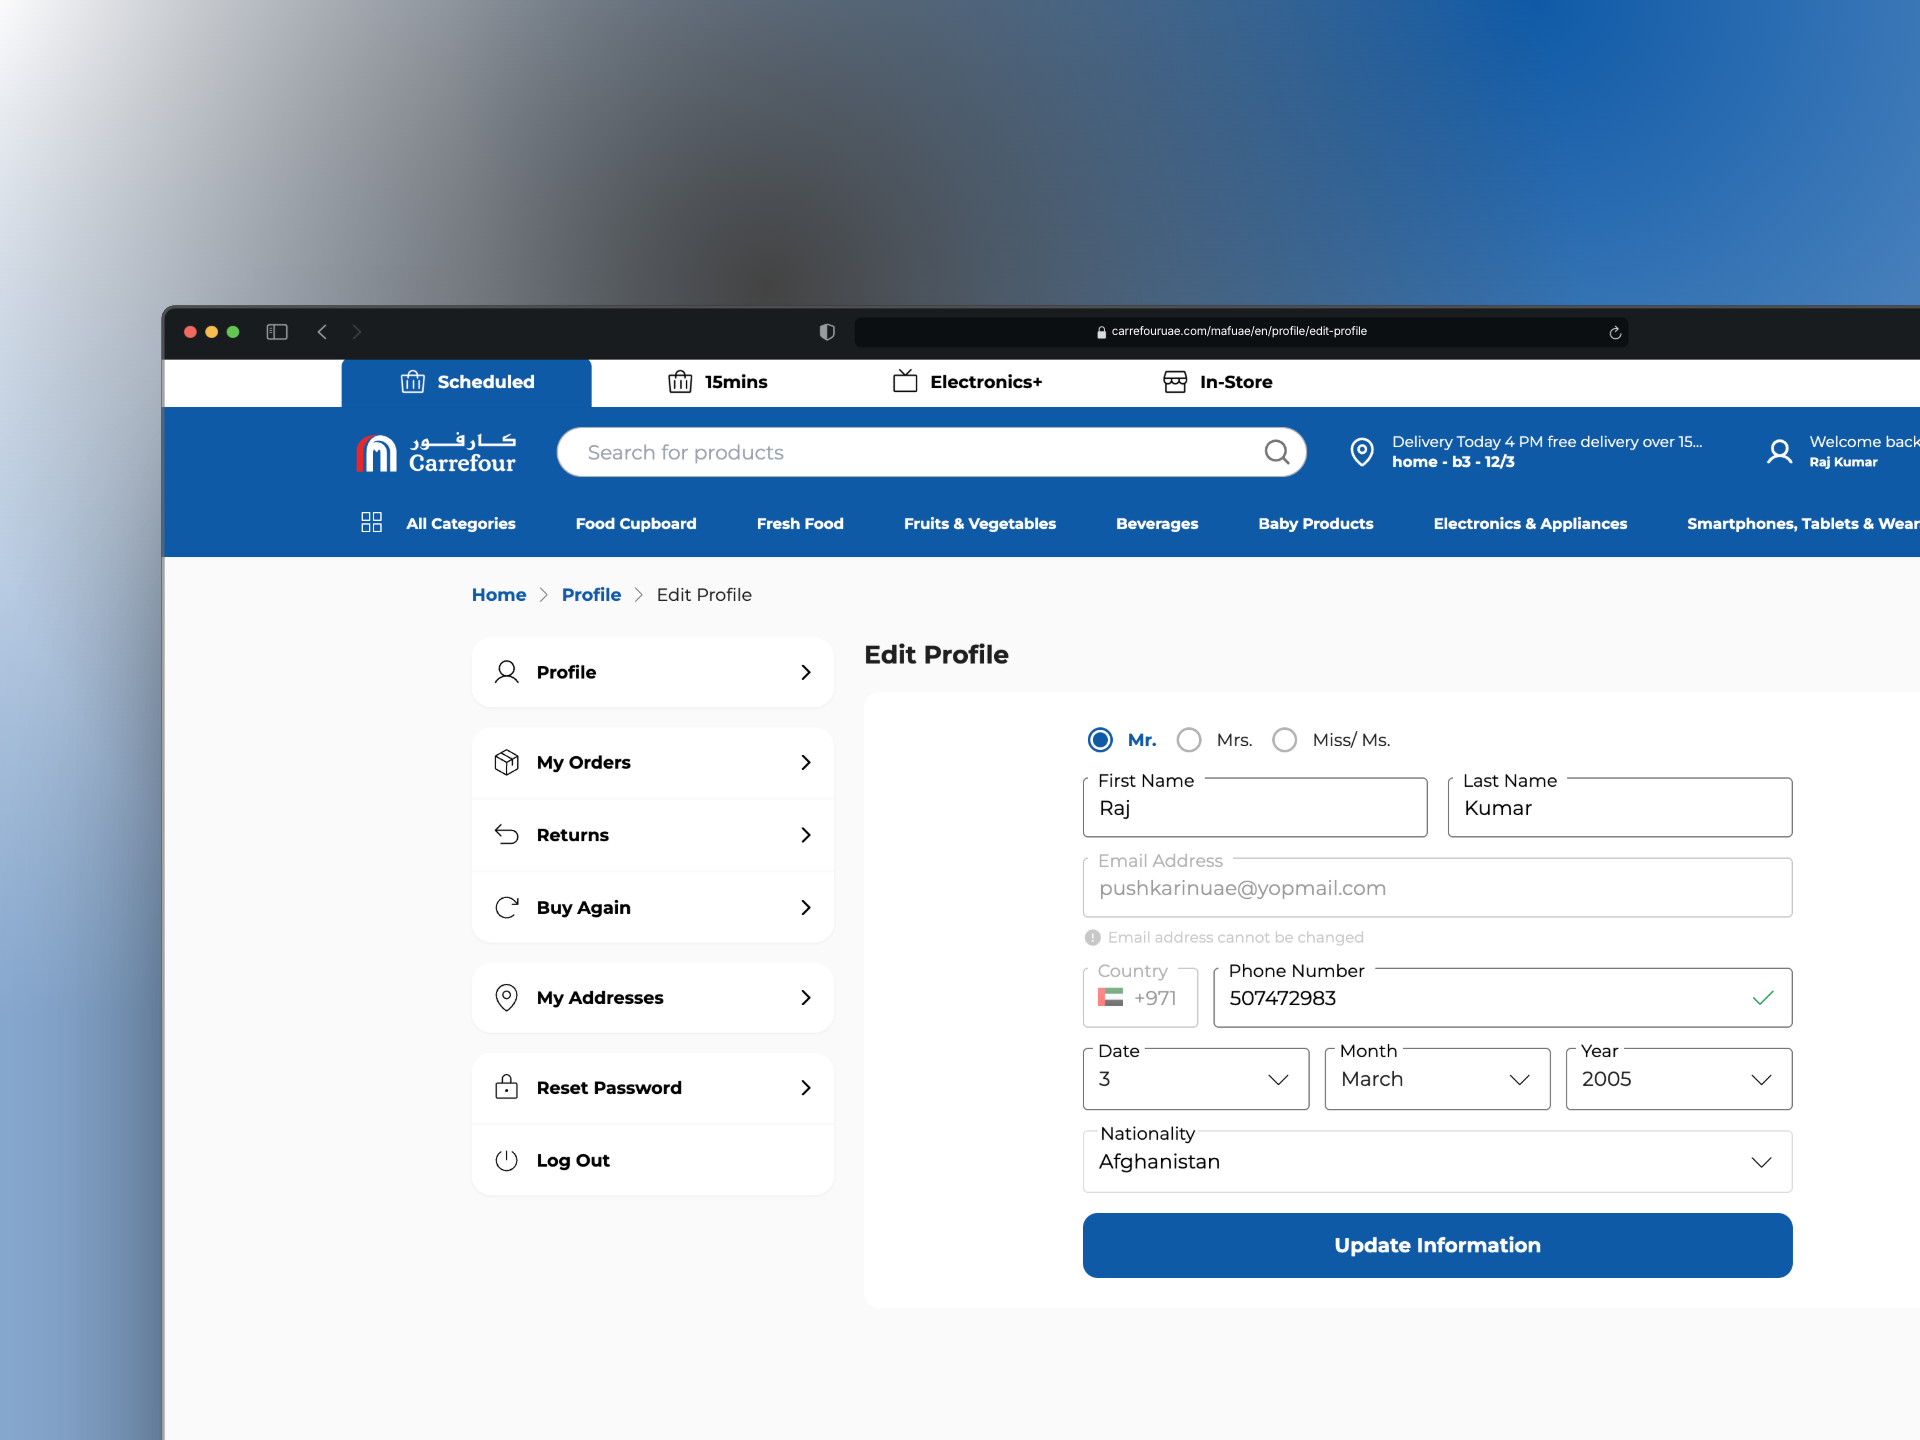 carrefouruae.com/mafuae/en/profile/edit-profile
Scheduled
15mins
Electronics+
In-Store
كارفور
Carrefour
Search for products
Delivery Today 4 PM free delivery over 15...
home - b3 - 12/3
Welcome back
Raj Kumar
All Categories
Food Cupboard
Fresh Food
Fruits & Vegetables
Beverages
Baby Products
Electronics & Appliances
Smartphones, Tablets & Wear
Home
Profile
Edit Profile
Profile
My Orders
Returns
Buy Again
My Addresses
Reset Password
Log Out
Edit Profile
Mr.
Mrs.
Miss/ Ms.
First Name
Raj
Last Name
Kumar
Email Address
pushkarinuae@yopmail.com
Email address cannot be changed
Country
+971
Phone Number
507472983
Date
3
Month
March
Year
2005
Nationality
Afghanistan
Update Information